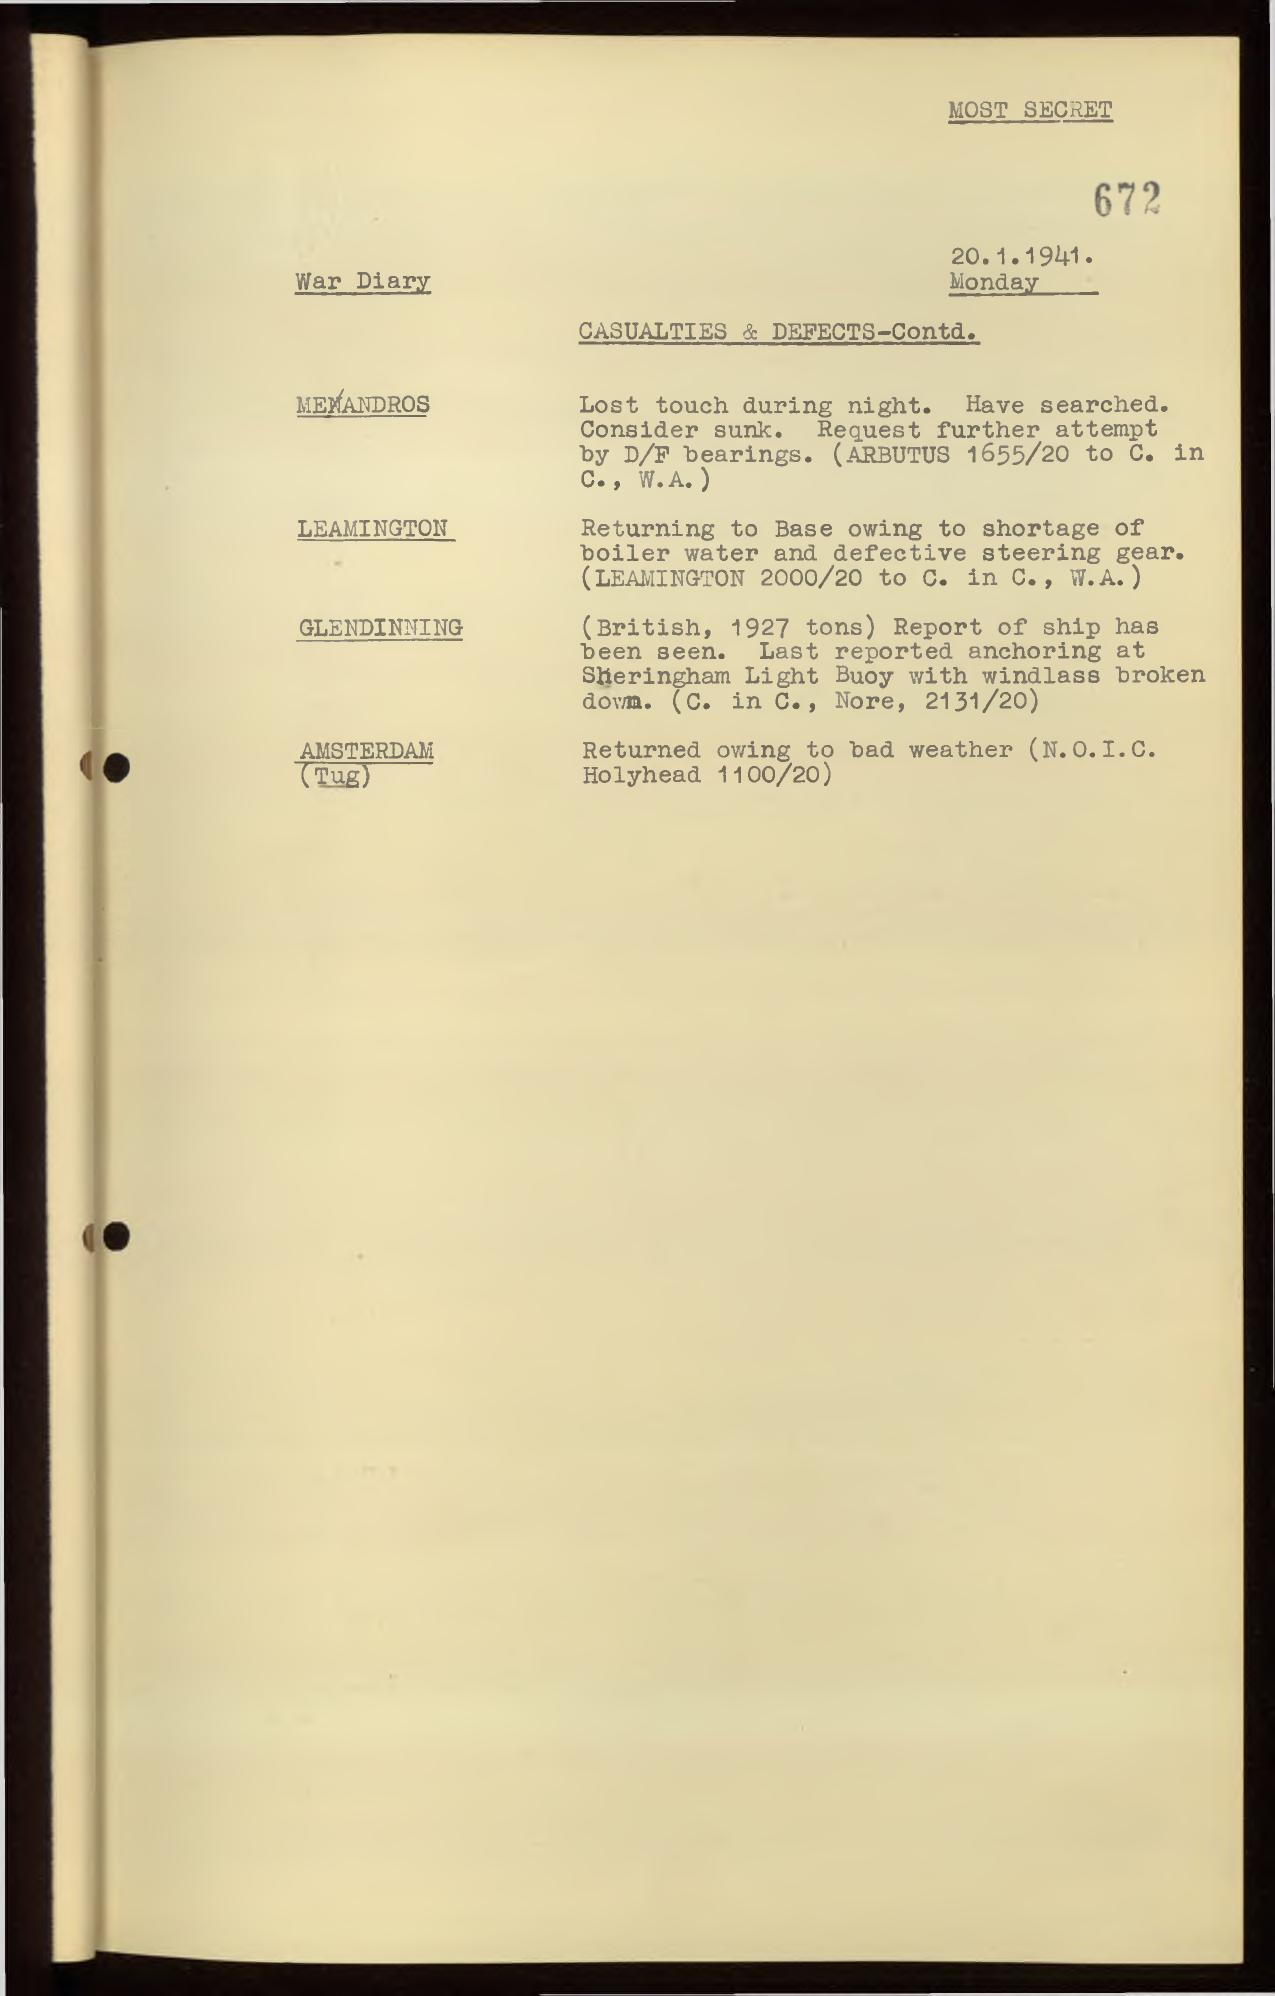 MOST SECRET
672
20.1.1941.
War Diary
Monday
CASUALTIES & DEFECTS-Contd.
MEANDROS
Lost touch during night. Have searched.
Consider sunk. Request further attempt
by D/F bearings. (ARBUTUS 1655/20 to C. in
C., W.A.)
LEAMINGTON
Returning to Base owing to shortage of
boiler water and defective steering gear.
(LEAMINGTON 2000/20 to C. in C., W.A.)
GLENDINNING
(British, 1927 tons) Report of ship has
been seen. Last reported anchoring at
Sheringham Light Buoy with windlass broken
down. (C. in C., Nore, 2131/20)
AMSTERDAM
(Tug)
Returned owing to bad weather (N.O.I.C.
Holyhead 1100/20)